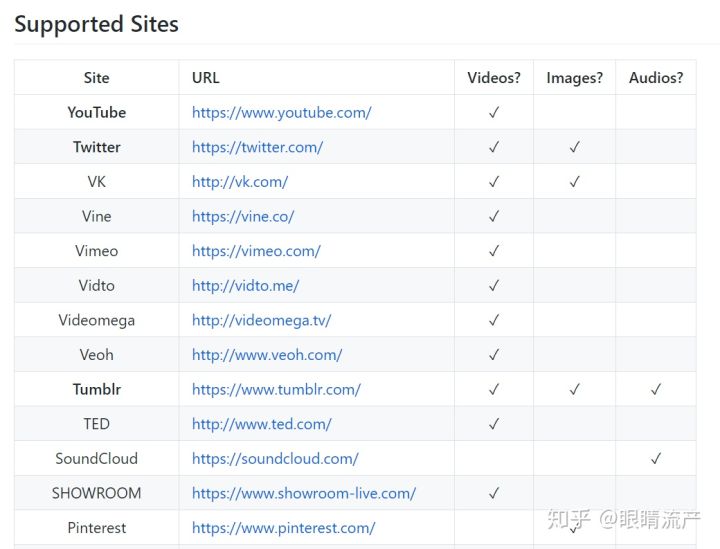 Supported Sites
Site URL Videos? Images? Audios?
YouTube https://www.youtube.com/ ✓
Twitter https://twitter.com/ ✓ ✓
VK http://vk.com/ ✓ ✓
Vine https://vine.co/ ✓
Vimeo https://vimeo.com/ ✓
Vidto http://vidto.me/ ✓
Videomega http://videomega.tv/ ✓
Veoh http://www.veoh.com/ ✓
Tumblr https://www.tumblr.com/ ✓ ✓ ✓
TED http://www.ted.com/ ✓
SoundCloud https://soundcloud.com/ ✓
SHOWROOM https://www.showroom-live.com/ ✓
Pinterest https://www.pinterest.com/ ✓
知乎 @眼睛流产